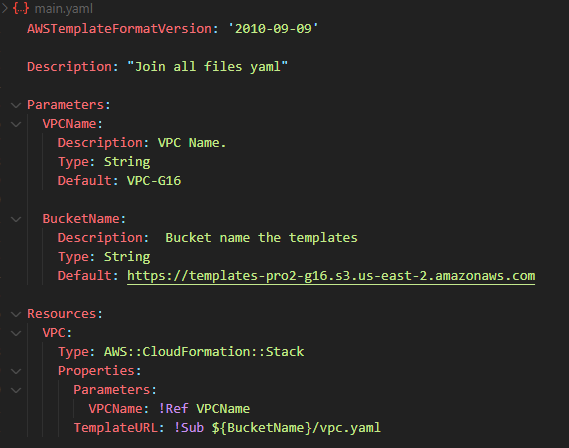 main.yaml
AWSTemplateFormatVersion: '2010-09-09'
Description: "Join all files yaml"
Parameters:
VPCName:
Description: VPC Name.
Type: String
Default: VPC-G16
BucketName:
Description:  Bucket name the templates
Type: String
Default: https://templates-pro2-g16.s3.us-east-2.amazonaws.com
Resources:
VPC:
Type: AWS::CloudFormation::Stack
Properties:
Parameters:
VPCName: !Ref VPCName
TemplateURL: !Sub ${BucketName}/vpc.yaml